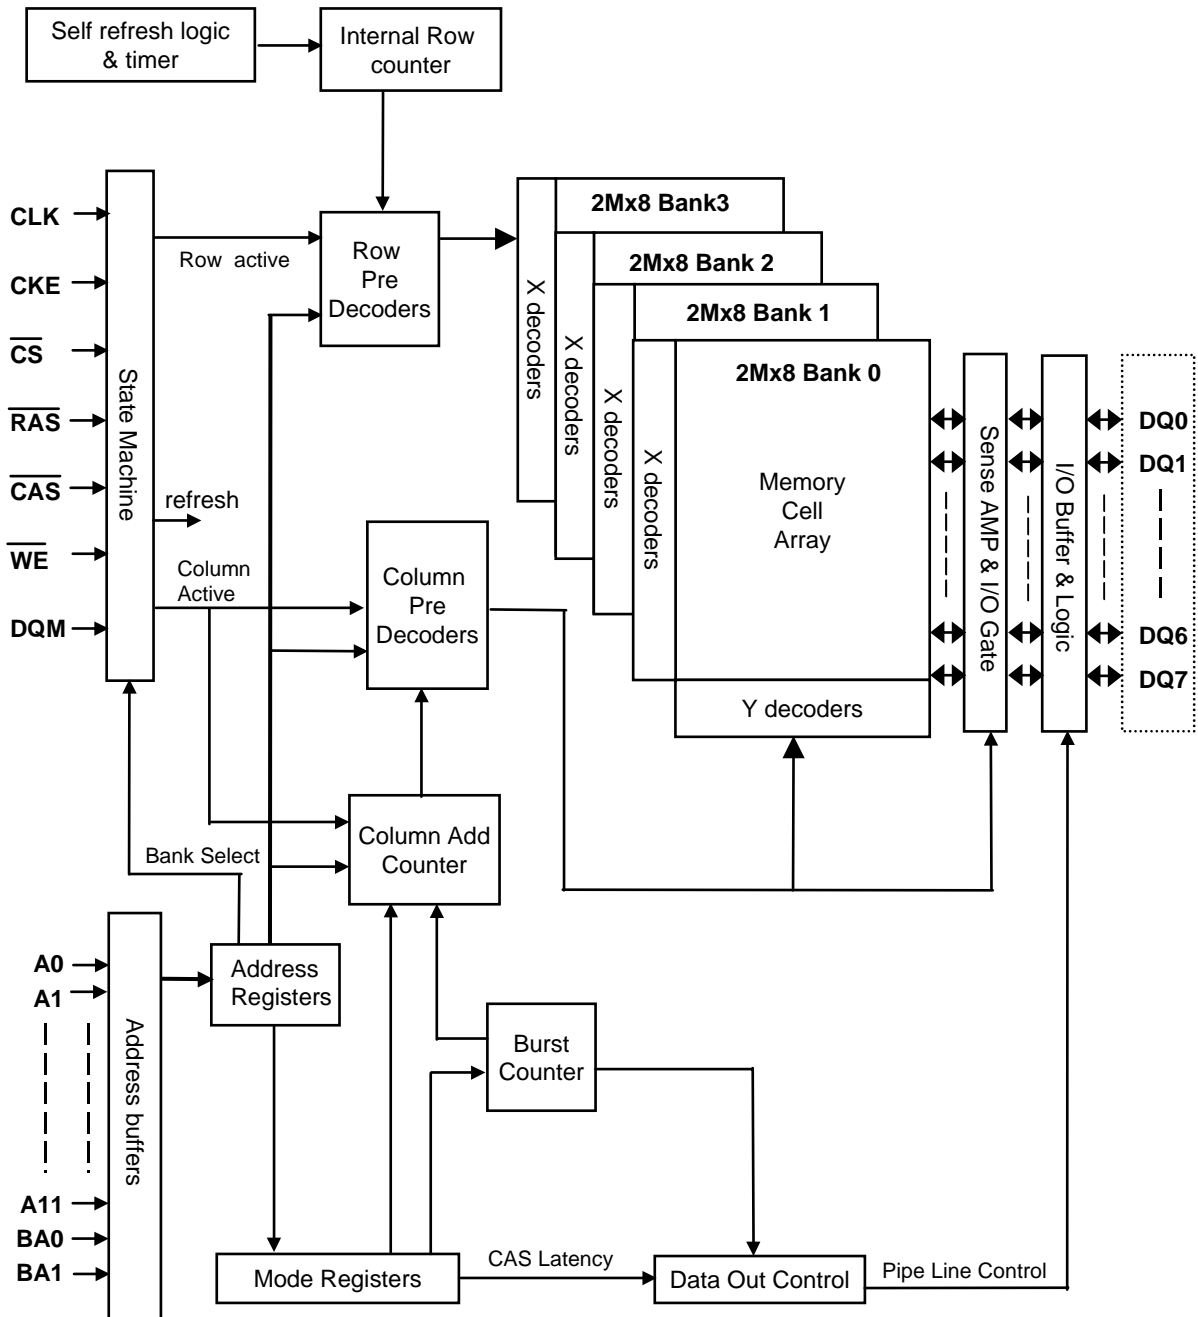 Self refresh logic
& timer
Internal Row
counter
CLK
CKE
CS
RAS
CAS
WE
DQM
State Machine
Row active
refresh
Column
Active
Bank Select
Row
Pre
Decoders
Column
Pre
Decoders
Column Add
Counter
X decoders
X decoders
X decoders
X decoders
2Mx8 Bank3
2Mx8 Bank 2
2Mx8 Bank 1
2Mx8 Bank 0
Memory
Cell
Array
Y decoders
Sense AMP & I/O Gate
I/O Buffer & Logic
DQ0
DQ1
DQ6
DQ7
A0
A1
A11
BA0
BA1
Address buffers
Address
Registers
Burst
Counter
Mode Registers
CAS Latency
Data Out Control
Pipe Line Control